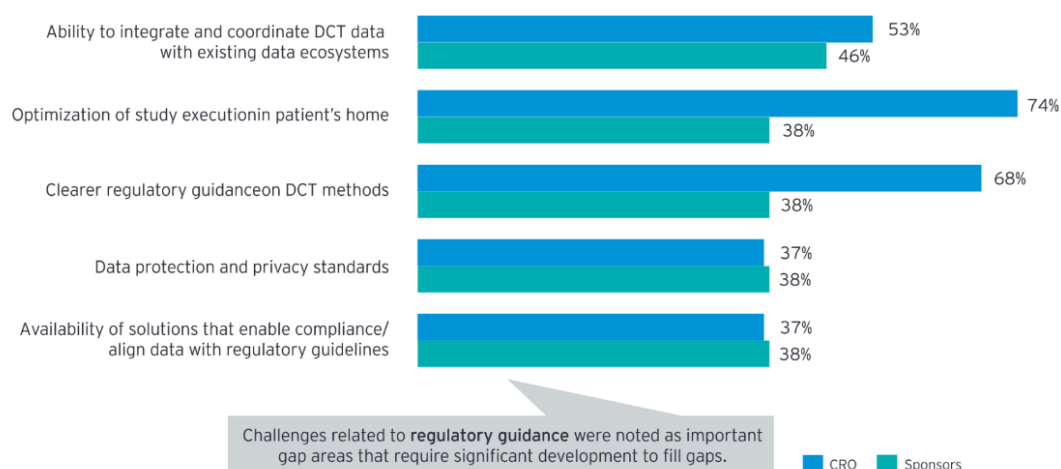 Ability to integrate and coordinate DCT data
with existing data ecosystems
53%
46%
Optimization of study executionin patient's home
74%
38%
Clearer regulatory guidanceon DCT methods
68%
38%
Data protection and privacy standards
37%
38%
Availability of solutions that enable compliance/
align data with regulatory guidelines
37%
38%
Challenges related to regulatory guidance were noted as important
gap areas that require significant development to fill gaps.
CRO
Sponsors